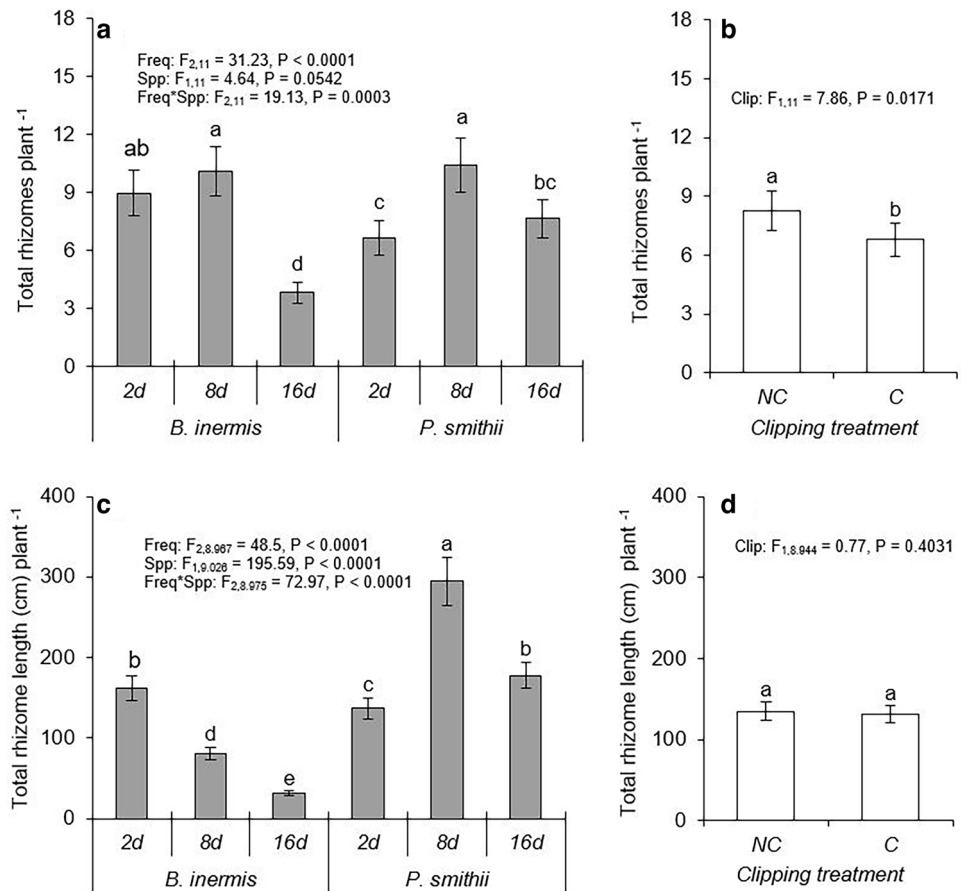 a
Freq: F2,11 = 31.23, P < 0.0001
Spp: F1,11 = 4.64, P = 0.0542
Freq*Spp: F2,11 = 19.13, P = 0.0003
Total rhizomes plant -1
18
15
12
9
6
3
0
ab
a
d
c
a
bc
2d 8d 16d 2d 8d 16d
B. inermis P. smithii
b
Clip: F1,11 = 7.86, P = 0.0171
Total rhizomes plant -1
18
15
12
9
6
3
0
a
b
NC C
Clipping treatment
c
Freq: F2,8.967 = 48.5, P < 0.0001
Spp: F1,9.026 = 195.59, P < 0.0001
Freq*Spp: F2,8.975 = 72.97, P < 0.0001
Total rhizome length (cm) plant -1
400
300
200
100
0
b
d
e
c
a
b
2d 8d 16d 2d 8d 16d
B. inermis P. smithii
d
Clip: F1,8.944 = 0.77, P = 0.4031
Total rhizome length (cm) plant -1
400
300
200
100
0
a
a
NC C
Clipping treatment